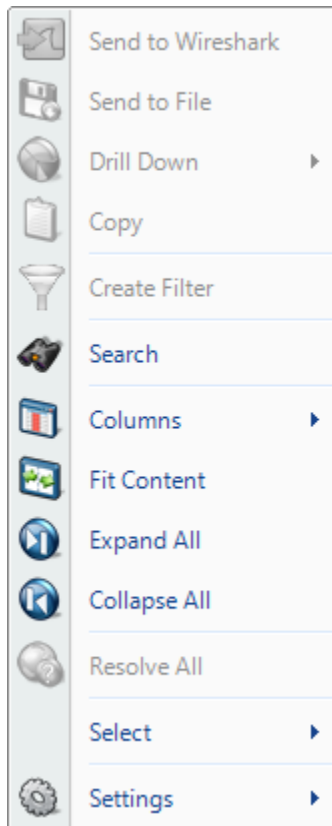 Send to Wireshark
Send to File
Drill Down
Copy
Create Filter
Search
Columns
Fit Content
Expand All
Collapse All
Resolve All
Select
Settings